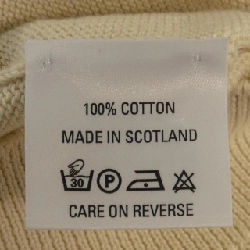 100% COTTON
MADE IN SCOTLAND
30 P
CARE ON REVERSE